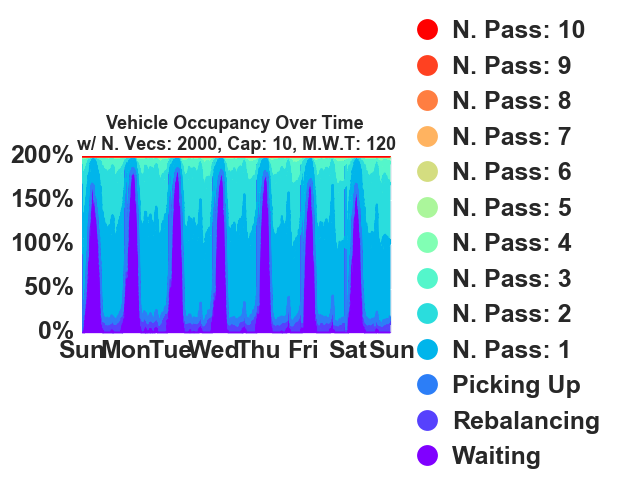 Vehicle Occupancy Over Time
w/ N. Vecs: 2000, Cap: 10, M.W.T: 120
200%
150%
100%
50%
0%
Sun Mon Tue Wed Thu Fri Sat Sun
N. Pass: 10
N. Pass: 9
N. Pass: 8
N. Pass: 7
N. Pass: 6
N. Pass: 5
N. Pass: 4
N. Pass: 3
N. Pass: 2
N. Pass: 1
Picking Up
Rebalancing
Waiting